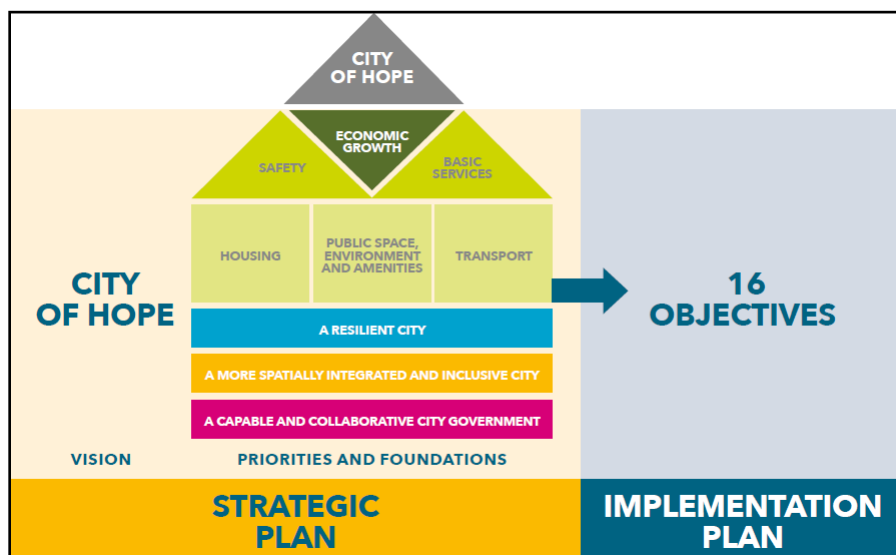 CITY
OF HOPE
ECONOMIC
GROWTH
SAFETY
BASIC
SERVICES
HOUSING
PUBLIC SPACE,
ENVIRONMENT
AND AMENITIES
TRANSPORT
CITY
OF HOPE
16
OBJECTIVES
A RESILIENT CITY
A MORE SPATIALLY INTEGRATED AND INCLUSIVE CITY
A CAPABLE AND COLLABORATIVE CITY GOVERNMENT
VISION
PRIORITIES AND FOUNDATIONS
STRATEGIC
PLAN
IMPLEMENTATION
PLAN